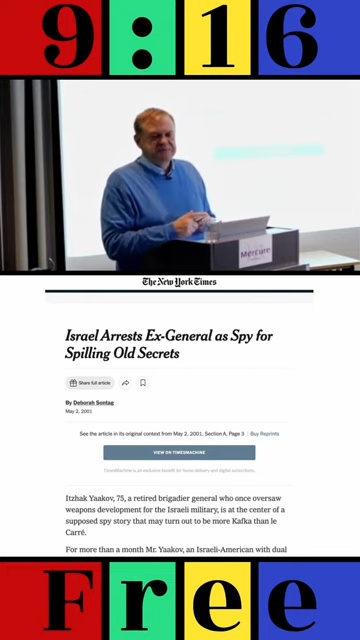 9:16
Mercure
The New York Times
Israel Arrests Ex-General as Spy for
Spilling Old Secrets
Share full article
By Deborah Sontag
May 2, 2001
See the article in its original context from May 2, 2001, Section A, Page 3 | Buy Reprints
VIEW ON TIMESMACHINE
TimesMachine is an exclusive benefit for home delivery and digital subscribers.
Itzhak Yaakov, 75, a retired brigadier general who once oversaw
weapons development for the Israeli military, is at the center of a
supposed spy story that may turn out to be more Kafka than le
Carré.
For more than a month Mr. Yaakov, an Israeli-American with dual
Free